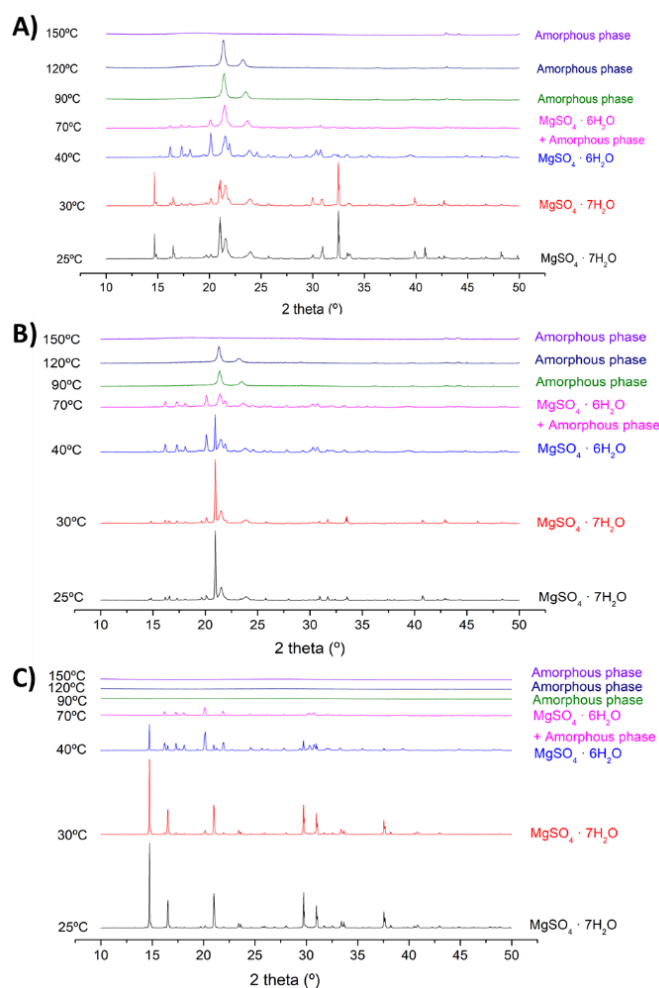 A)
150ºC Amorphous phase
120ºC Amorphous phase
90ºC Amorphous phase
70ºC MgSO₄ · 6H₂O
+ Amorphous phase
40ºC MgSO₄ · 6H₂O
30ºC MgSO₄ · 7H₂O
25ºC MgSO₄ · 7H₂O
10 15 20 25 30 35 40 45 50
2 theta (º)
B)
150ºC Amorphous phase
120ºC Amorphous phase
90ºC Amorphous phase
70ºC MgSO₄ · 6H₂O
+ Amorphous phase
40ºC MgSO₄ · 6H₂O
30ºC MgSO₄ · 7H₂O
25ºC MgSO₄ · 7H₂O
10 15 20 25 30 35 40 45 50
2 theta (º)
C)
150ºC Amorphous phase
120ºC Amorphous phase
90ºC Amorphous phase
70ºC MgSO₄ · 6H₂O
+ Amorphous phase
40ºC MgSO₄ · 6H₂O
30ºC MgSO₄ · 7H₂O
25ºC MgSO₄ · 7H₂O
10 15 20 25 30 35 40 45 50
2 theta (º)